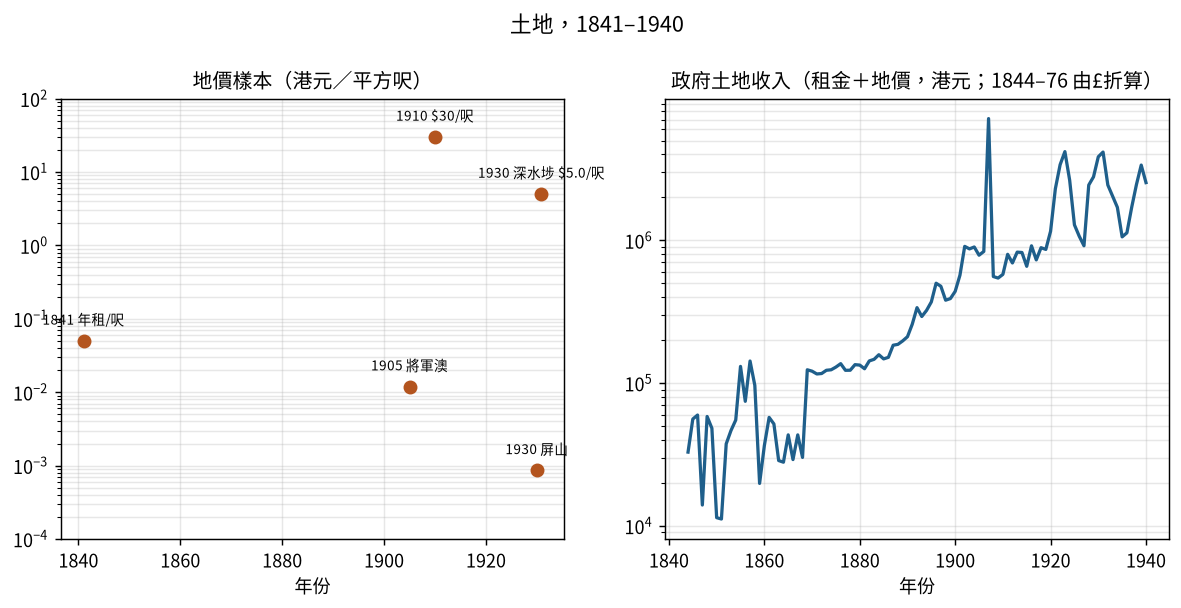 土地，1841–1940
地價樣本（港元／平方呎）
10²
10¹
10⁰
10⁻¹
10⁻²
10⁻³
10⁻⁴
1910 $30/呎
1930 深水埗 $5.0/呎
1841 年租/呎
1905 將軍澳
1930 屏山
1840 1860 1880 1900 1920
年份
政府土地收入（租金＋地價，港元；1844–76 由£折算）
10⁶
10⁵
10⁴
1840 1860 1880 1900 1920 1940
年份